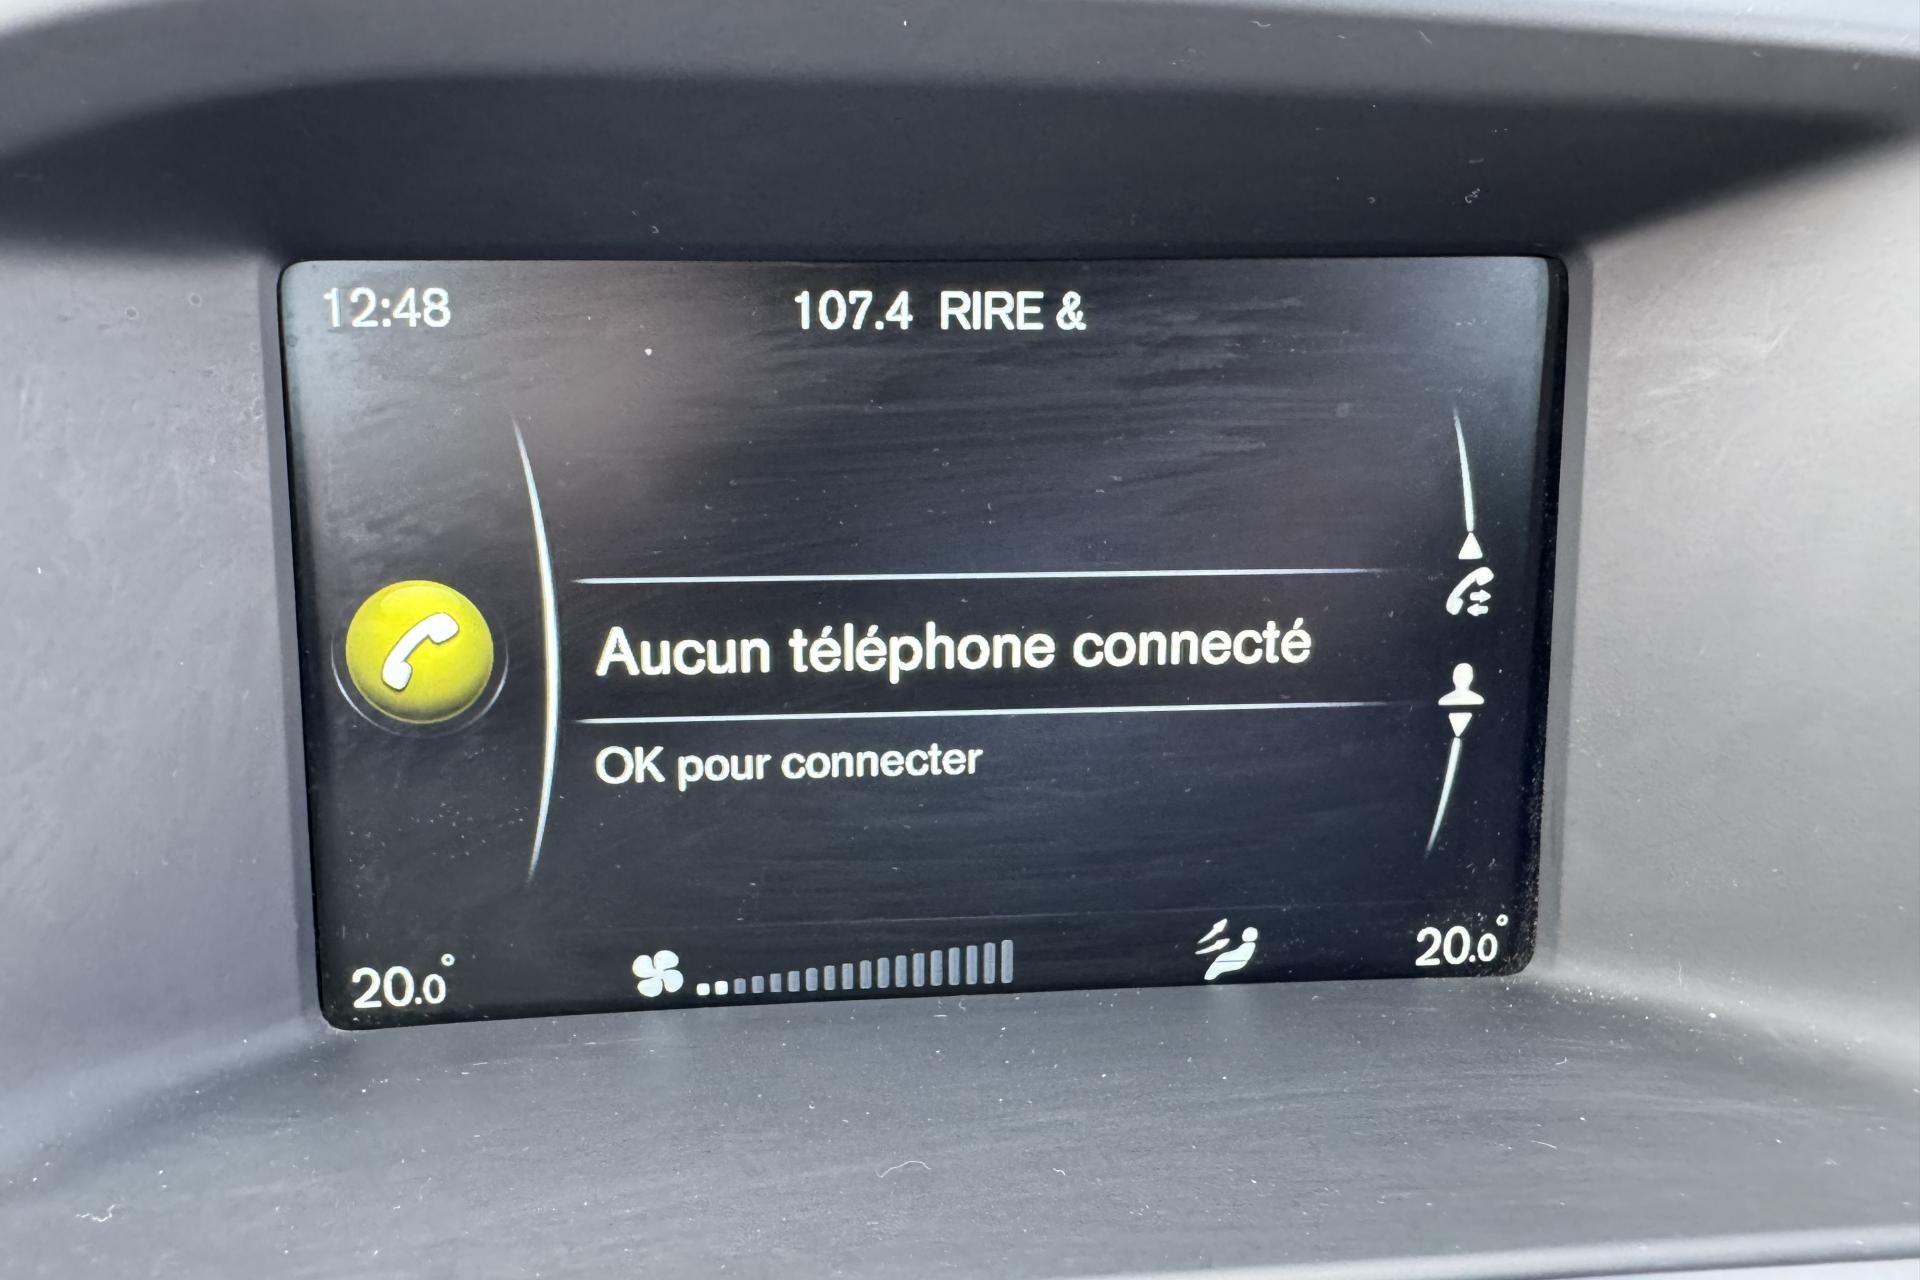 12:48
107.4 RIRE &
Aucun téléphone connecté
OK pour connecter
20.0°
20.0°